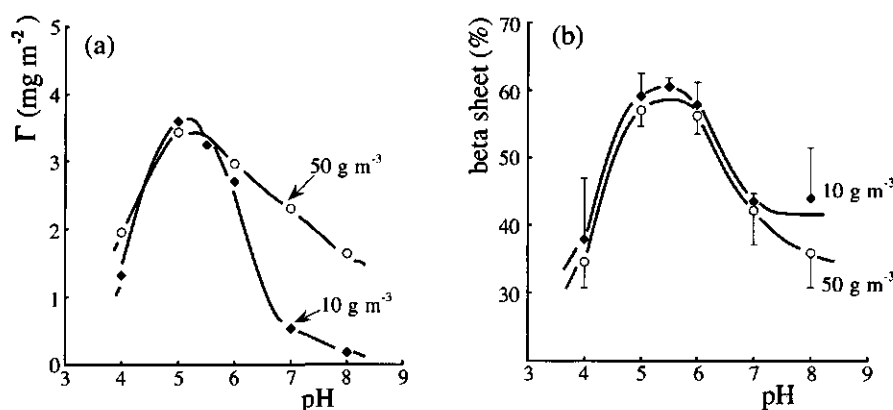 (a)
Γ (mg m⁻²)
5
4
3
2
1
0
50 g m⁻³
10 g m⁻³
3 4 5 6 7 8 9
pH
(b)
beta sheet (%)
70
60
50
40
30
10 g m⁻³
50 g m⁻³
3 4 5 6 7 8 9
pH